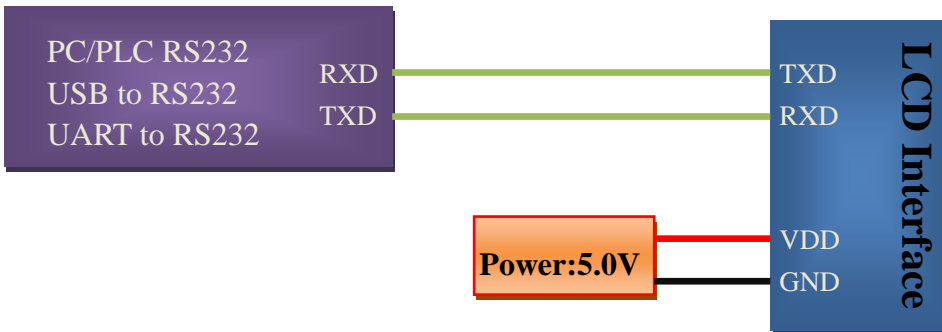 PC/PLC RS232
USB to RS232
UART to RS232
RXD
TXD
TXD
RXD
VDD
GND
LCD Interface
Power:5.0V